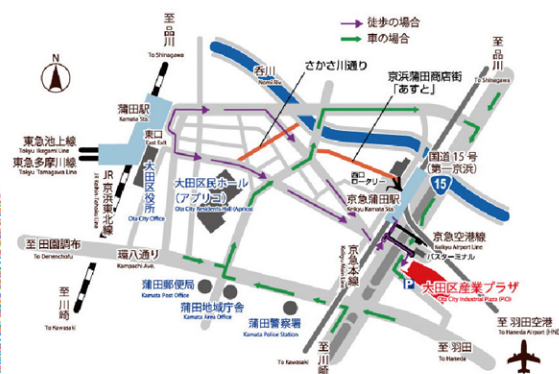 徒歩の場合
車の場合
N
至品川
To Shinagawa
至品川
To Shinagawa
さかさ川通り
京浜蒲田商店街
「あすと」
呑川
Nomi Riv.
蒲田駅
Kamata Sta.
東口
East Exit
東急池上線
Tokyu Ikegami Line
東急多摩川線
Tokyu Tamagawa Line
JR京浜東北線
大田区役所
Ota City Office
大田区民ホール
(アプリコ)
Ota City Residents Hall (Aprico)
西口
ロータリー
京急蒲田駅
Keikyu Kamata Sta.
国道15号
(第一京浜)
15
京急空港線
Keikyu Airport Line
バスターミナル
至田園調布
To Denenchofu
環八通り
Kampachi Ave.
京急本線
Keikyu Main Line
P
大田区産業プラザ
Ota City Industrial Plaza (PiO)
蒲田郵便局
Kamata Post Office
蒲田地域庁舎
Kamata Area Office
蒲田警察署
Kamata Police Station
至川崎
To Kawasaki
To Kawasaki
至川崎
至羽田
To Haneda
至羽田空港
To Haneda Airport (HND)